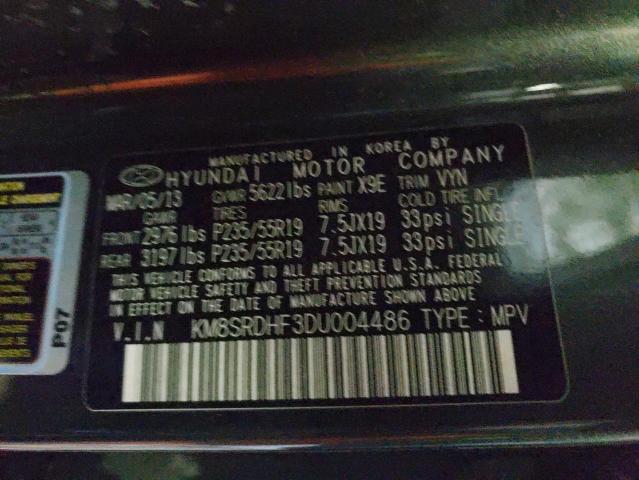 MANUFACTURED IN KOREA BY
HYUNDAI MOTOR COMPANY
MAR/05/13 GVWR 5622lbs PAINT X9E TRIM VYN
GAWR TIRES RIMS COLD TIRE INFL.
FRONT 2976 lbs P235/55R19 7.5JX19 33psi SINGLE
REAR 3197 lbs P235/55R19 7.5JX19 33psi SINGLE
THIS VEHICLE CONFORMS TO ALL APPLICABLE U.S.A. FEDERAL
MOTOR VEHICLE SAFETY AND THEFT PREVENTION STANDARDS
IN EFFECT ON THE DATE OF MANUFACTURE SHOWN ABOVE
V.I.N KM8SRDHF3DU004486 TYPE : MPV
P07